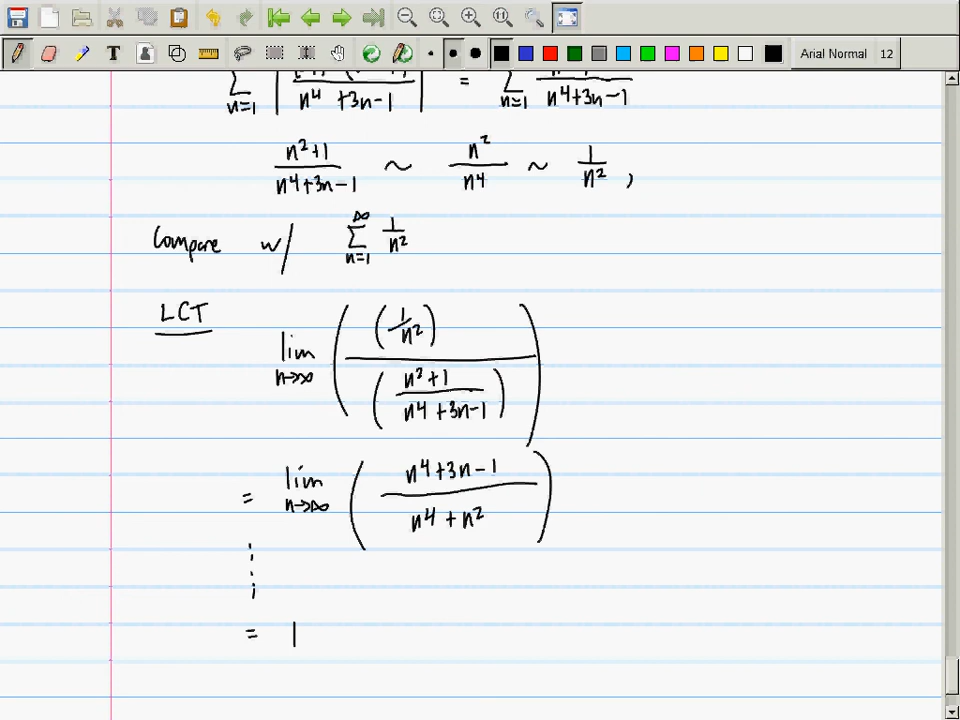 Arial Normal 12
∑ n=1 | n⁴ +3n-1 | = ∑ n=1 n⁴+3n-1
n²+1 / n⁴+3n-1 ~ n² / n⁴ ~ 1 / n² ,
Compare w/ ∑ n=1 ∞ 1/n²
LCT lim n→∞ ( (1/n²) / ( n²+1 / n⁴+3n-1 ) )
= lim n→∞ ( n⁴+3n-1 / n⁴+n² )
⋮
= 1